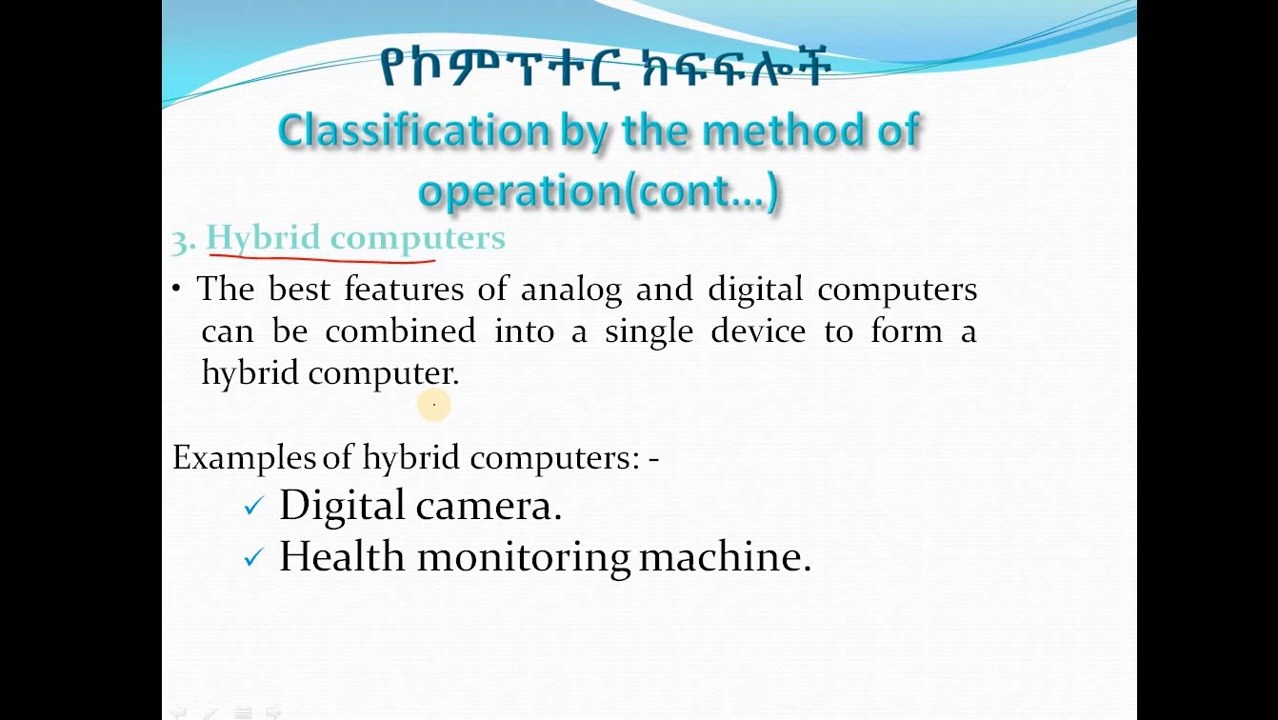 የኮምፕተር ክፍፍሎች
Classification by the method of
operation(cont...)
3. Hybrid computers
• The best features of analog and digital computers
can be combined into a single device to form a
hybrid computer.
Examples of hybrid computers: -
✓ Digital camera.
✓ Health monitoring machine.